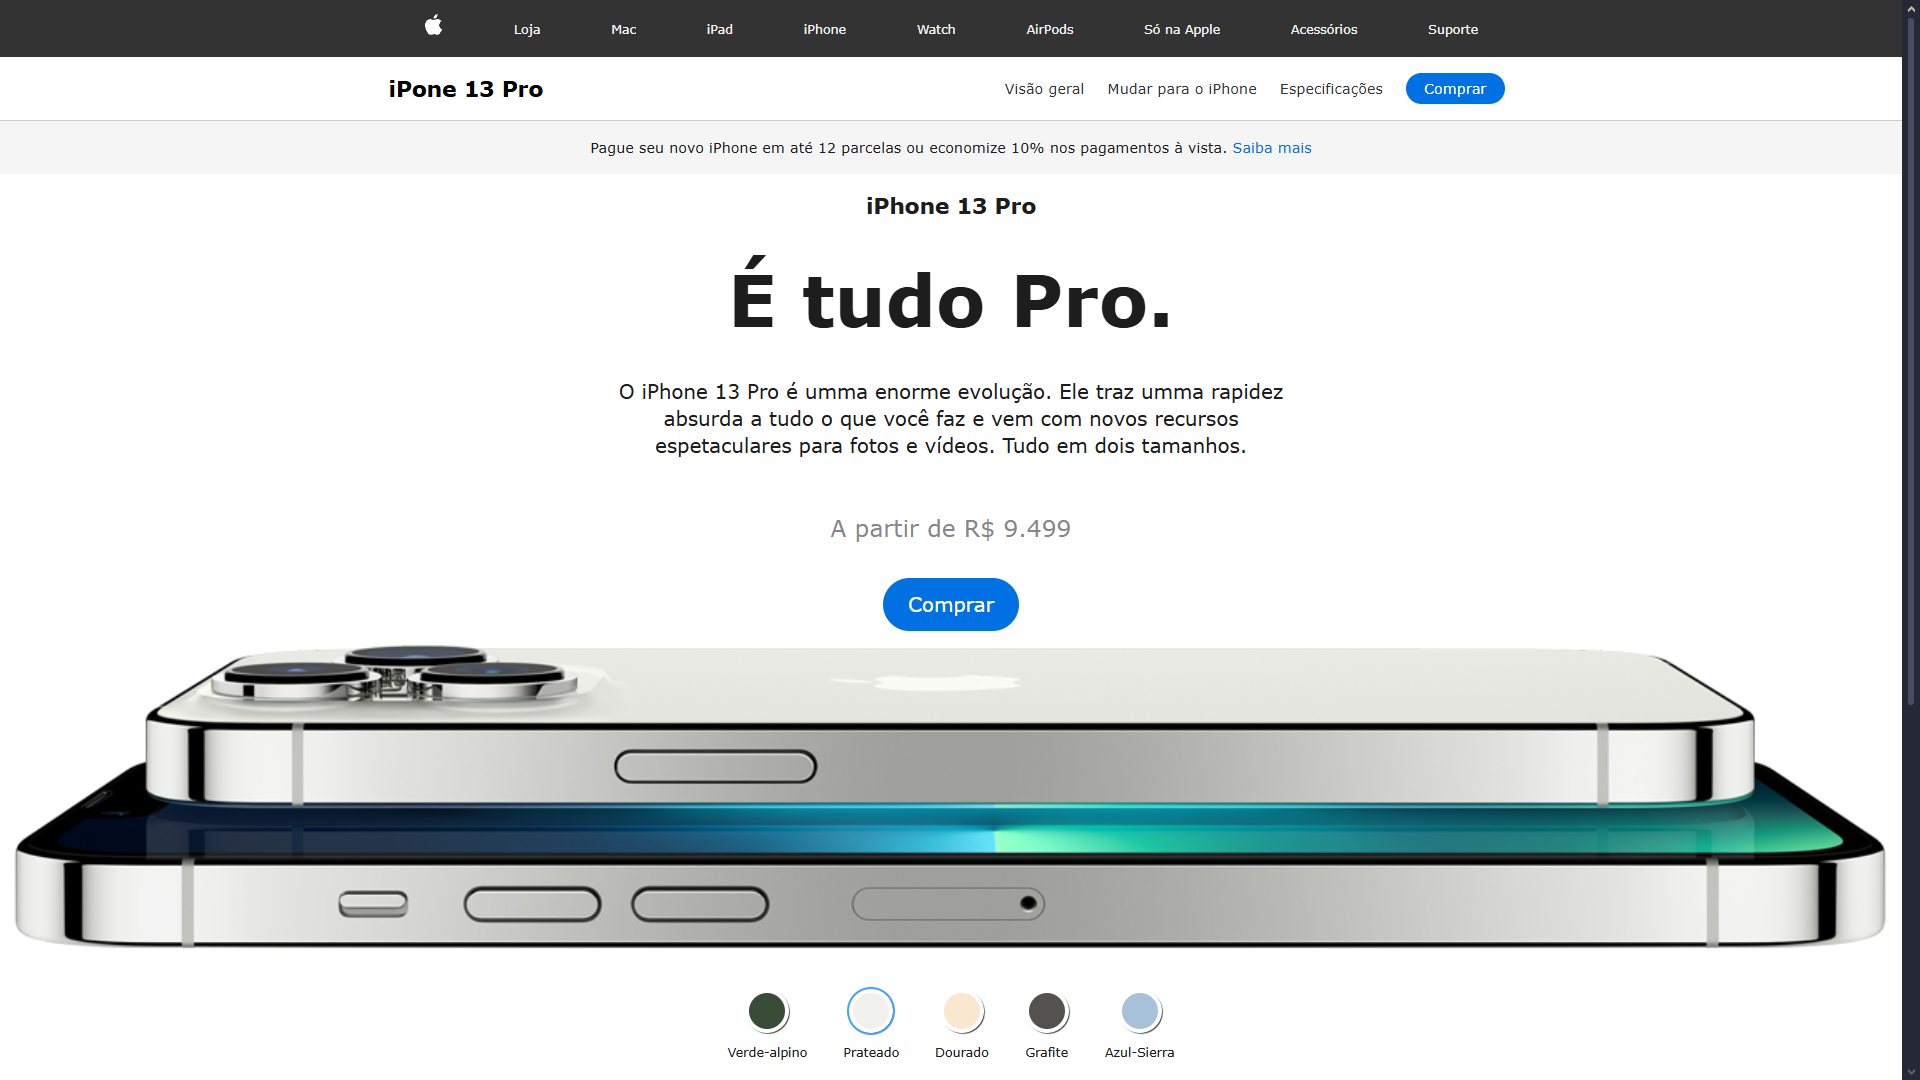 Loja Mac iPad iPhone Watch AirPods Só na Apple Acessórios Suporte
iPone 13 Pro Visão geral Mudar para o iPhone Especificações Comprar
Pague seu novo iPhone em até 12 parcelas ou economize 10% nos pagamentos à vista. Saiba mais
iPhone 13 Pro
É tudo Pro.
O iPhone 13 Pro é umma enorme evolução. Ele traz umma rapidez
absurda a tudo o que você faz e vem com novos recursos
espetaculares para fotos e vídeos. Tudo em dois tamanhos.
A partir de R$ 9.499
Comprar
Verde-alpino Prateado Dourado Grafite Azul-Sierra